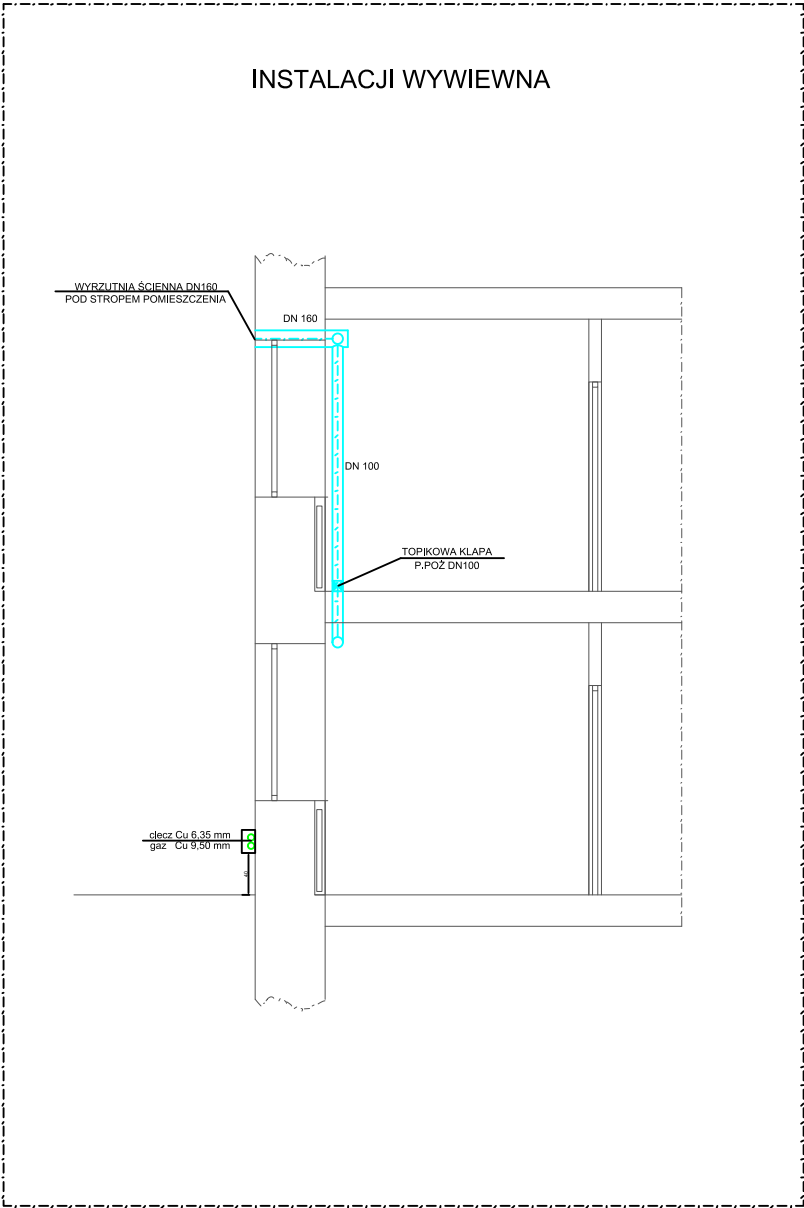 INSTALACJI WYWIEWNA
WYRZUTNIA ŚCIENNA DN160
POD STROPEM POMIESZCZENIA
DN 160
DN 100
TOPIKOWA KLAPA
P.POŻ DN100
ciecz Cu 6,35 mm
gaz Cu 9,50 mm
40